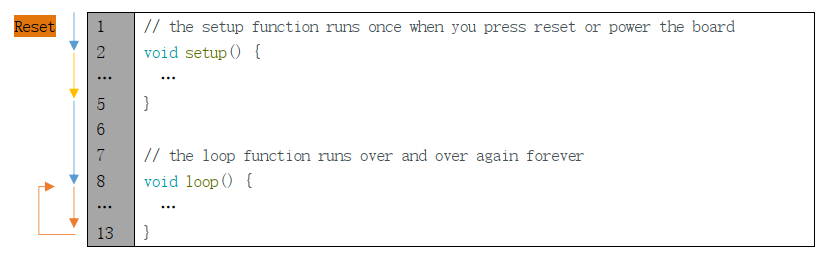 Reset 1 // the setup function runs once when you press reset or power the board
2 void setup() {
... ...
5 }
6
7 // the loop function runs over and over again forever
8 void loop() {
... ...
13 }